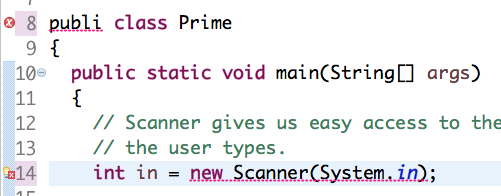 8 publi class Prime
9 {
10 public static void main(String[] args)
11 {
12 // Scanner gives us easy access to the
13 // the user types.
14 int in = new Scanner(System.in);